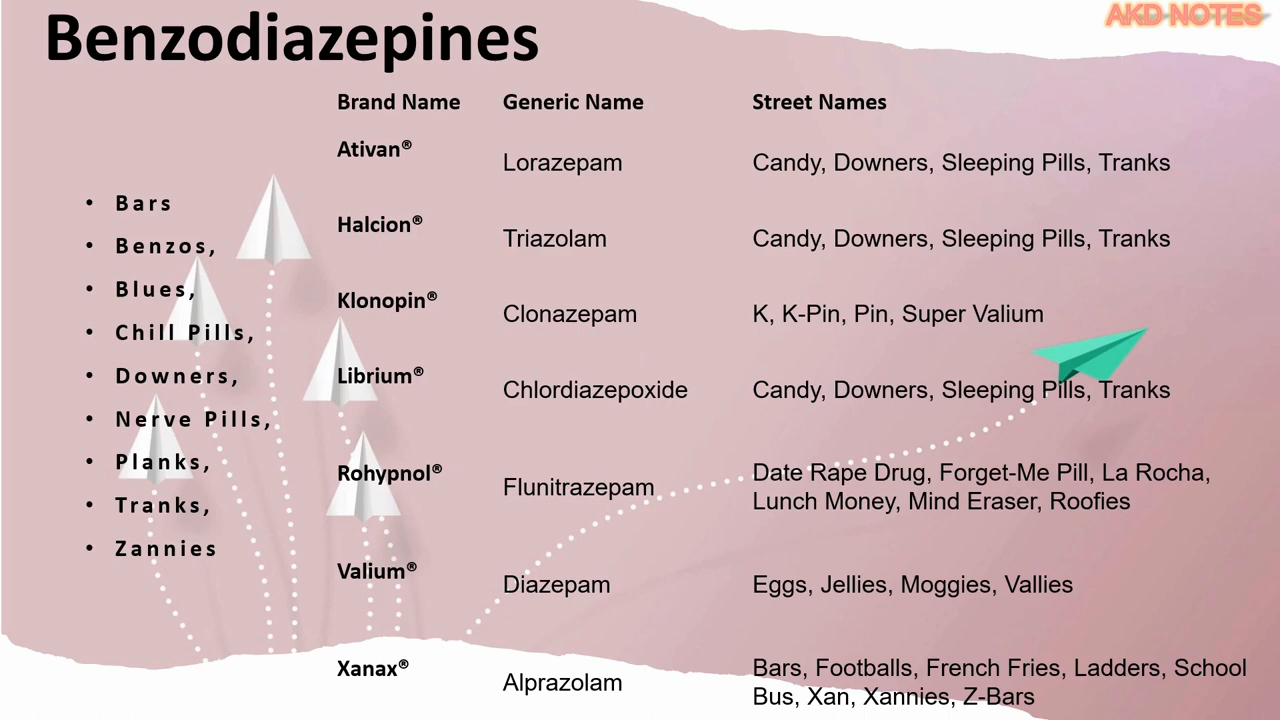 Benzodiazepines
AKD NOTES
• Bars
• Benzos,
• Blues,
• Chill Pills,
• Downers,
• Nerve Pills,
• Planks,
• Tranks,
• Zannies
Brand Name Generic Name Street Names
Ativan® Lorazepam Candy, Downers, Sleeping Pills, Tranks
Halcion® Triazolam Candy, Downers, Sleeping Pills, Tranks
Klonopin® Clonazepam K, K-Pin, Pin, Super Valium
Librium® Chlordiazepoxide Candy, Downers, Sleeping Pills, Tranks
Rohypnol® Flunitrazepam Date Rape Drug, Forget-Me Pill, La Rocha,
Lunch Money, Mind Eraser, Roofies
Valium® Diazepam Eggs, Jellies, Moggies, Vallies
Xanax® Alprazolam Bars, Footballs, French Fries, Ladders, School
Bus, Xan, Xannies, Z-Bars